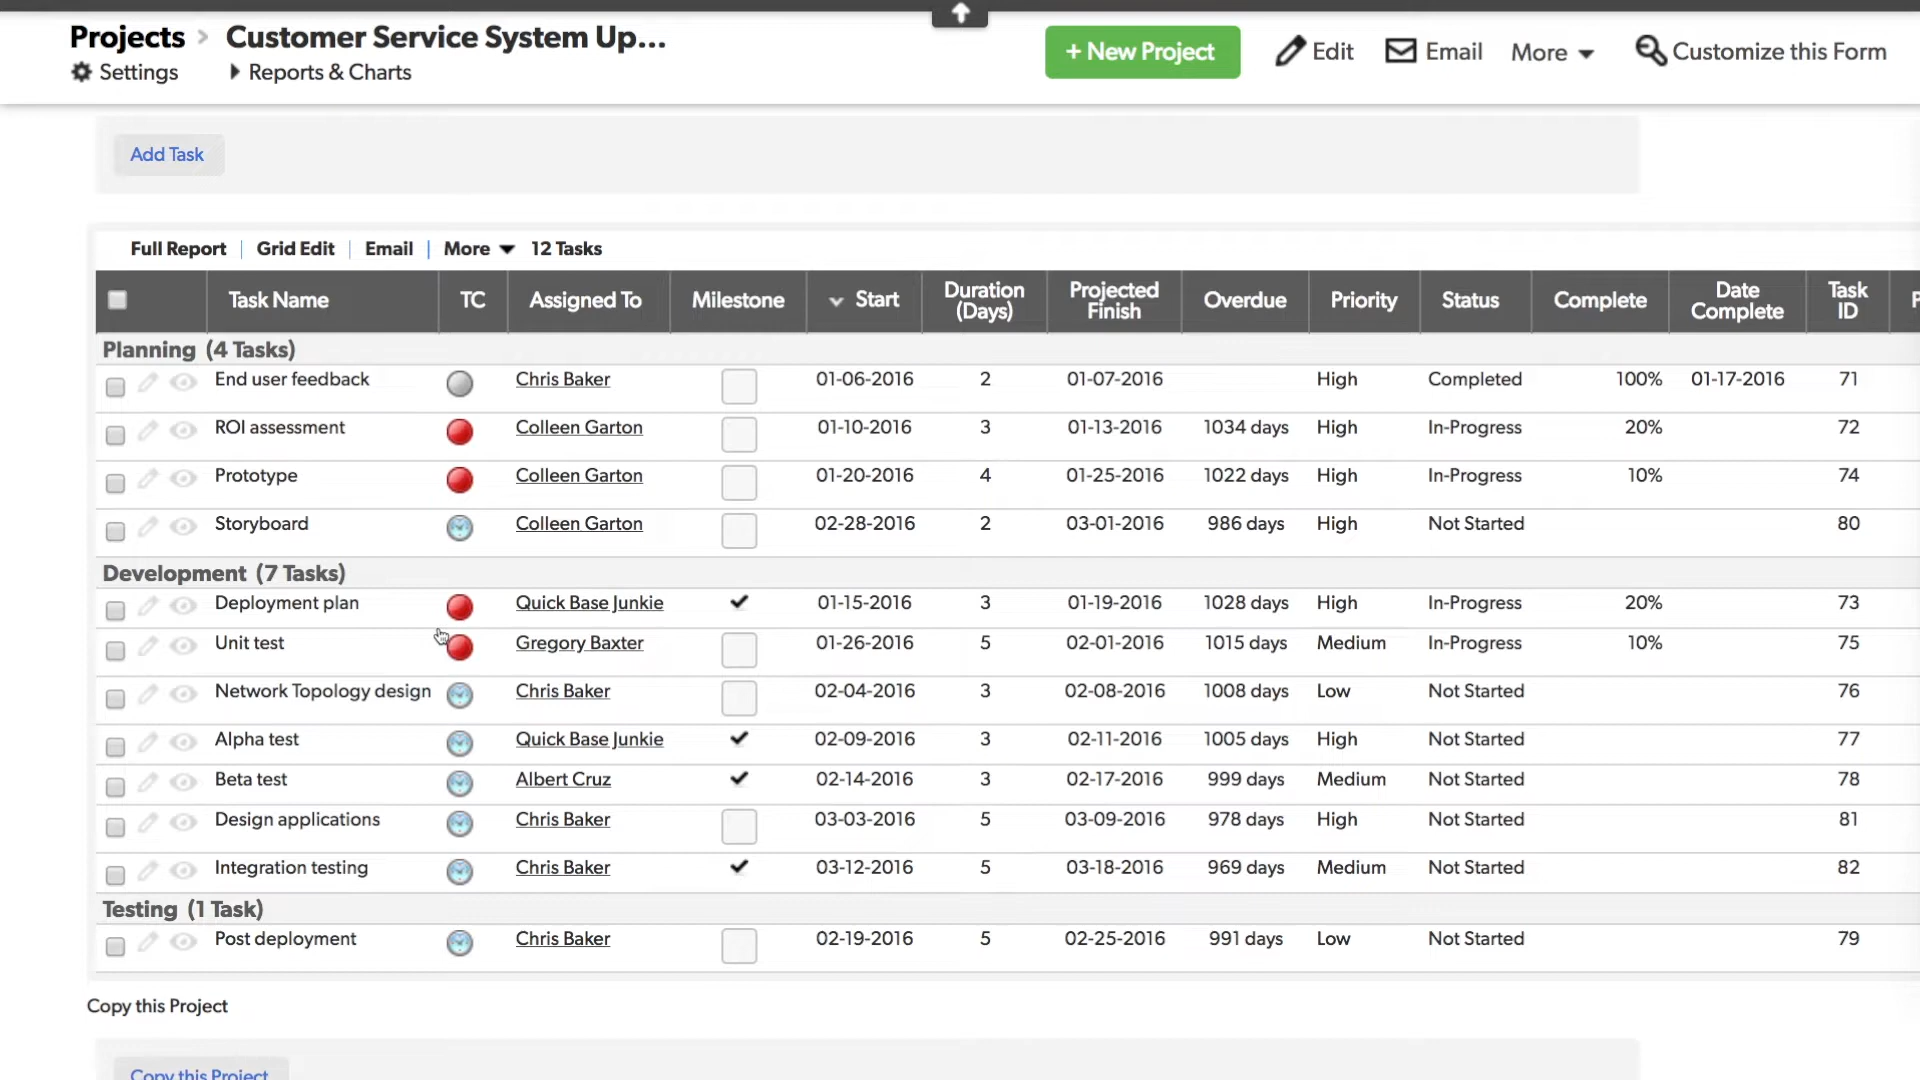 Projects > Customer Service System Up...
Settings Reports & Charts
+ New Project Edit Email More Customize this Form
Add Task
Full Report | Grid Edit | Email | More 12 Tasks
Task Name TC Assigned To Milestone Start Duration (Days) Projected Finish Overdue Priority Status Complete Date Complete Task ID P
Planning (4 Tasks)
End user feedback Chris Baker 01-06-2016 2 01-07-2016 High Completed 100% 01-17-2016 71
ROI assessment Colleen Garton 01-10-2016 3 01-13-2016 1034 days High In-Progress 20% 72
Prototype Colleen Garton 01-20-2016 4 01-25-2016 1022 days High In-Progress 10% 74
Storyboard Colleen Garton 02-28-2016 2 03-01-2016 986 days High Not Started 80
Development (7 Tasks)
Deployment plan Quick Base Junkie 01-15-2016 3 01-19-2016 1028 days High In-Progress 20% 73
Unit test Gregory Baxter 01-26-2016 5 02-01-2016 1015 days Medium In-Progress 10% 75
Network Topology design Chris Baker 02-04-2016 3 02-08-2016 1008 days Low Not Started 76
Alpha test Quick Base Junkie 02-09-2016 3 02-11-2016 1005 days High Not Started 77
Beta test Albert Cruz 02-14-2016 3 02-17-2016 999 days Medium Not Started 78
Design applications Chris Baker 03-03-2016 5 03-09-2016 978 days High Not Started 81
Integration testing Chris Baker 03-12-2016 5 03-18-2016 969 days Medium Not Started 82
Testing (1 Task)
Post deployment Chris Baker 02-19-2016 5 02-25-2016 991 days Low Not Started 79
Copy this Project
Copy this Project